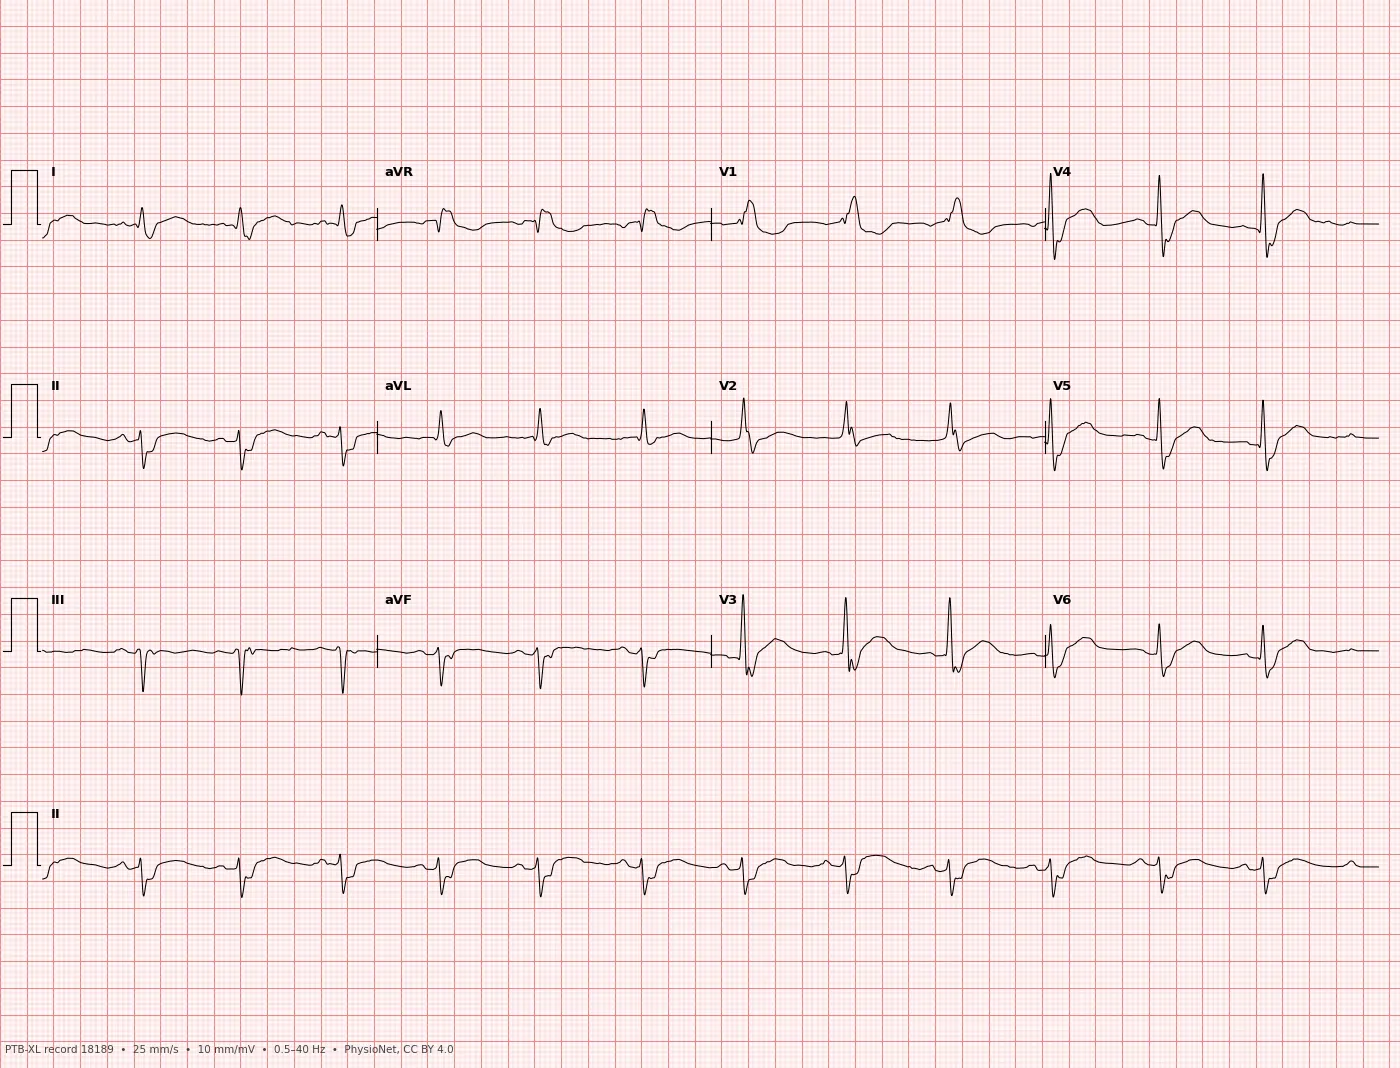 I aVR V1 V4
II aVL V2 V5
III aVF V3 V6
II
PTB-XL record 18189 • 25 mm/s • 10 mm/mV • 0.5–40 Hz • PhysioNet, CC BY 4.0